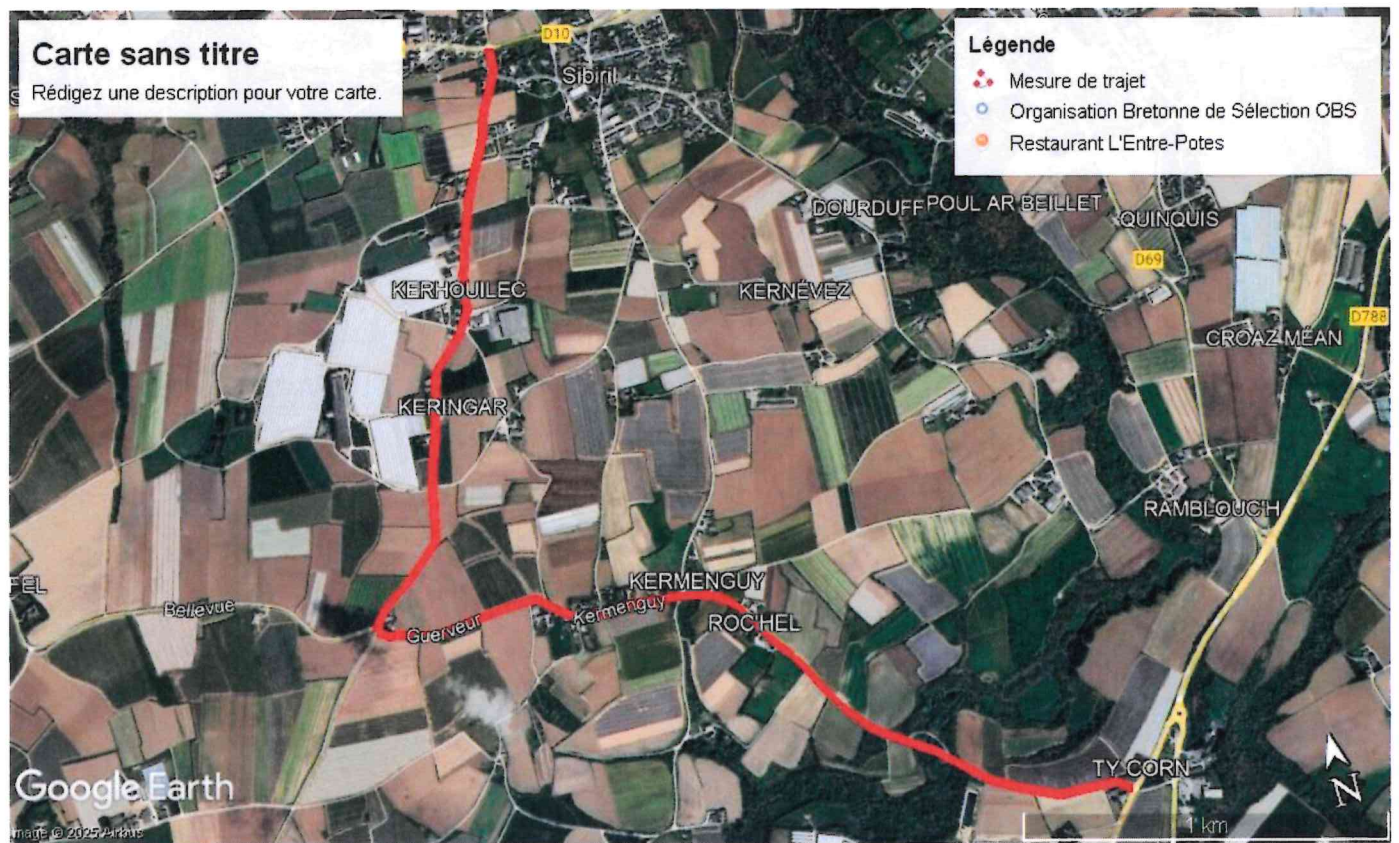 Carte sans titre
Rédigez une description pour votre carte.
Légende
Mesure de trajet
Organisation Bretonne de Sélection OBS
Restaurant L'Entre-Potes
D10
Sibiril
DOURDUFF
POUL AR BEILLET
QUINQUIS
D69
KERHOUILEC
KERNÉVEZ
D788
CROAZ MÉAN
KERINGAR
RAMBLOUC'H
FEL
Bellevue
Guerveur
Kermenguy
KERMENGUY
ROC'HEL
TY CORN
N
Google Earth
Image © 2025 Airbus
1 km